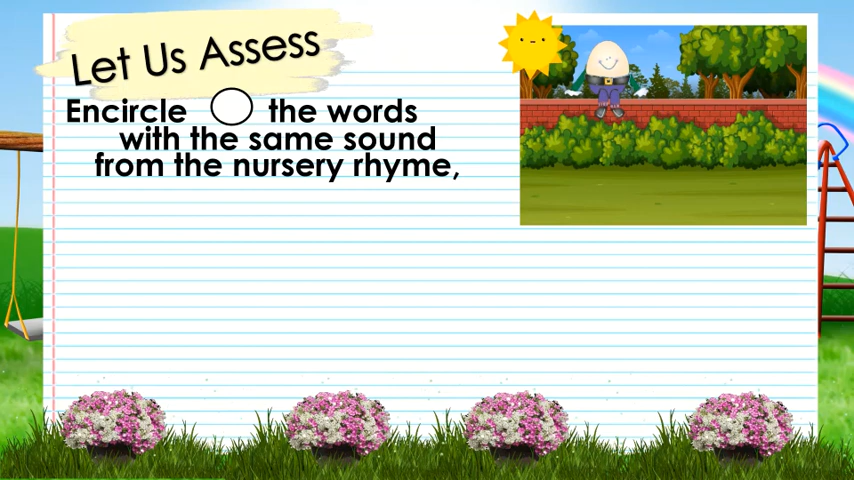 Let Us Assess
Encircle the words
with the same sound
from the nursery rhyme,